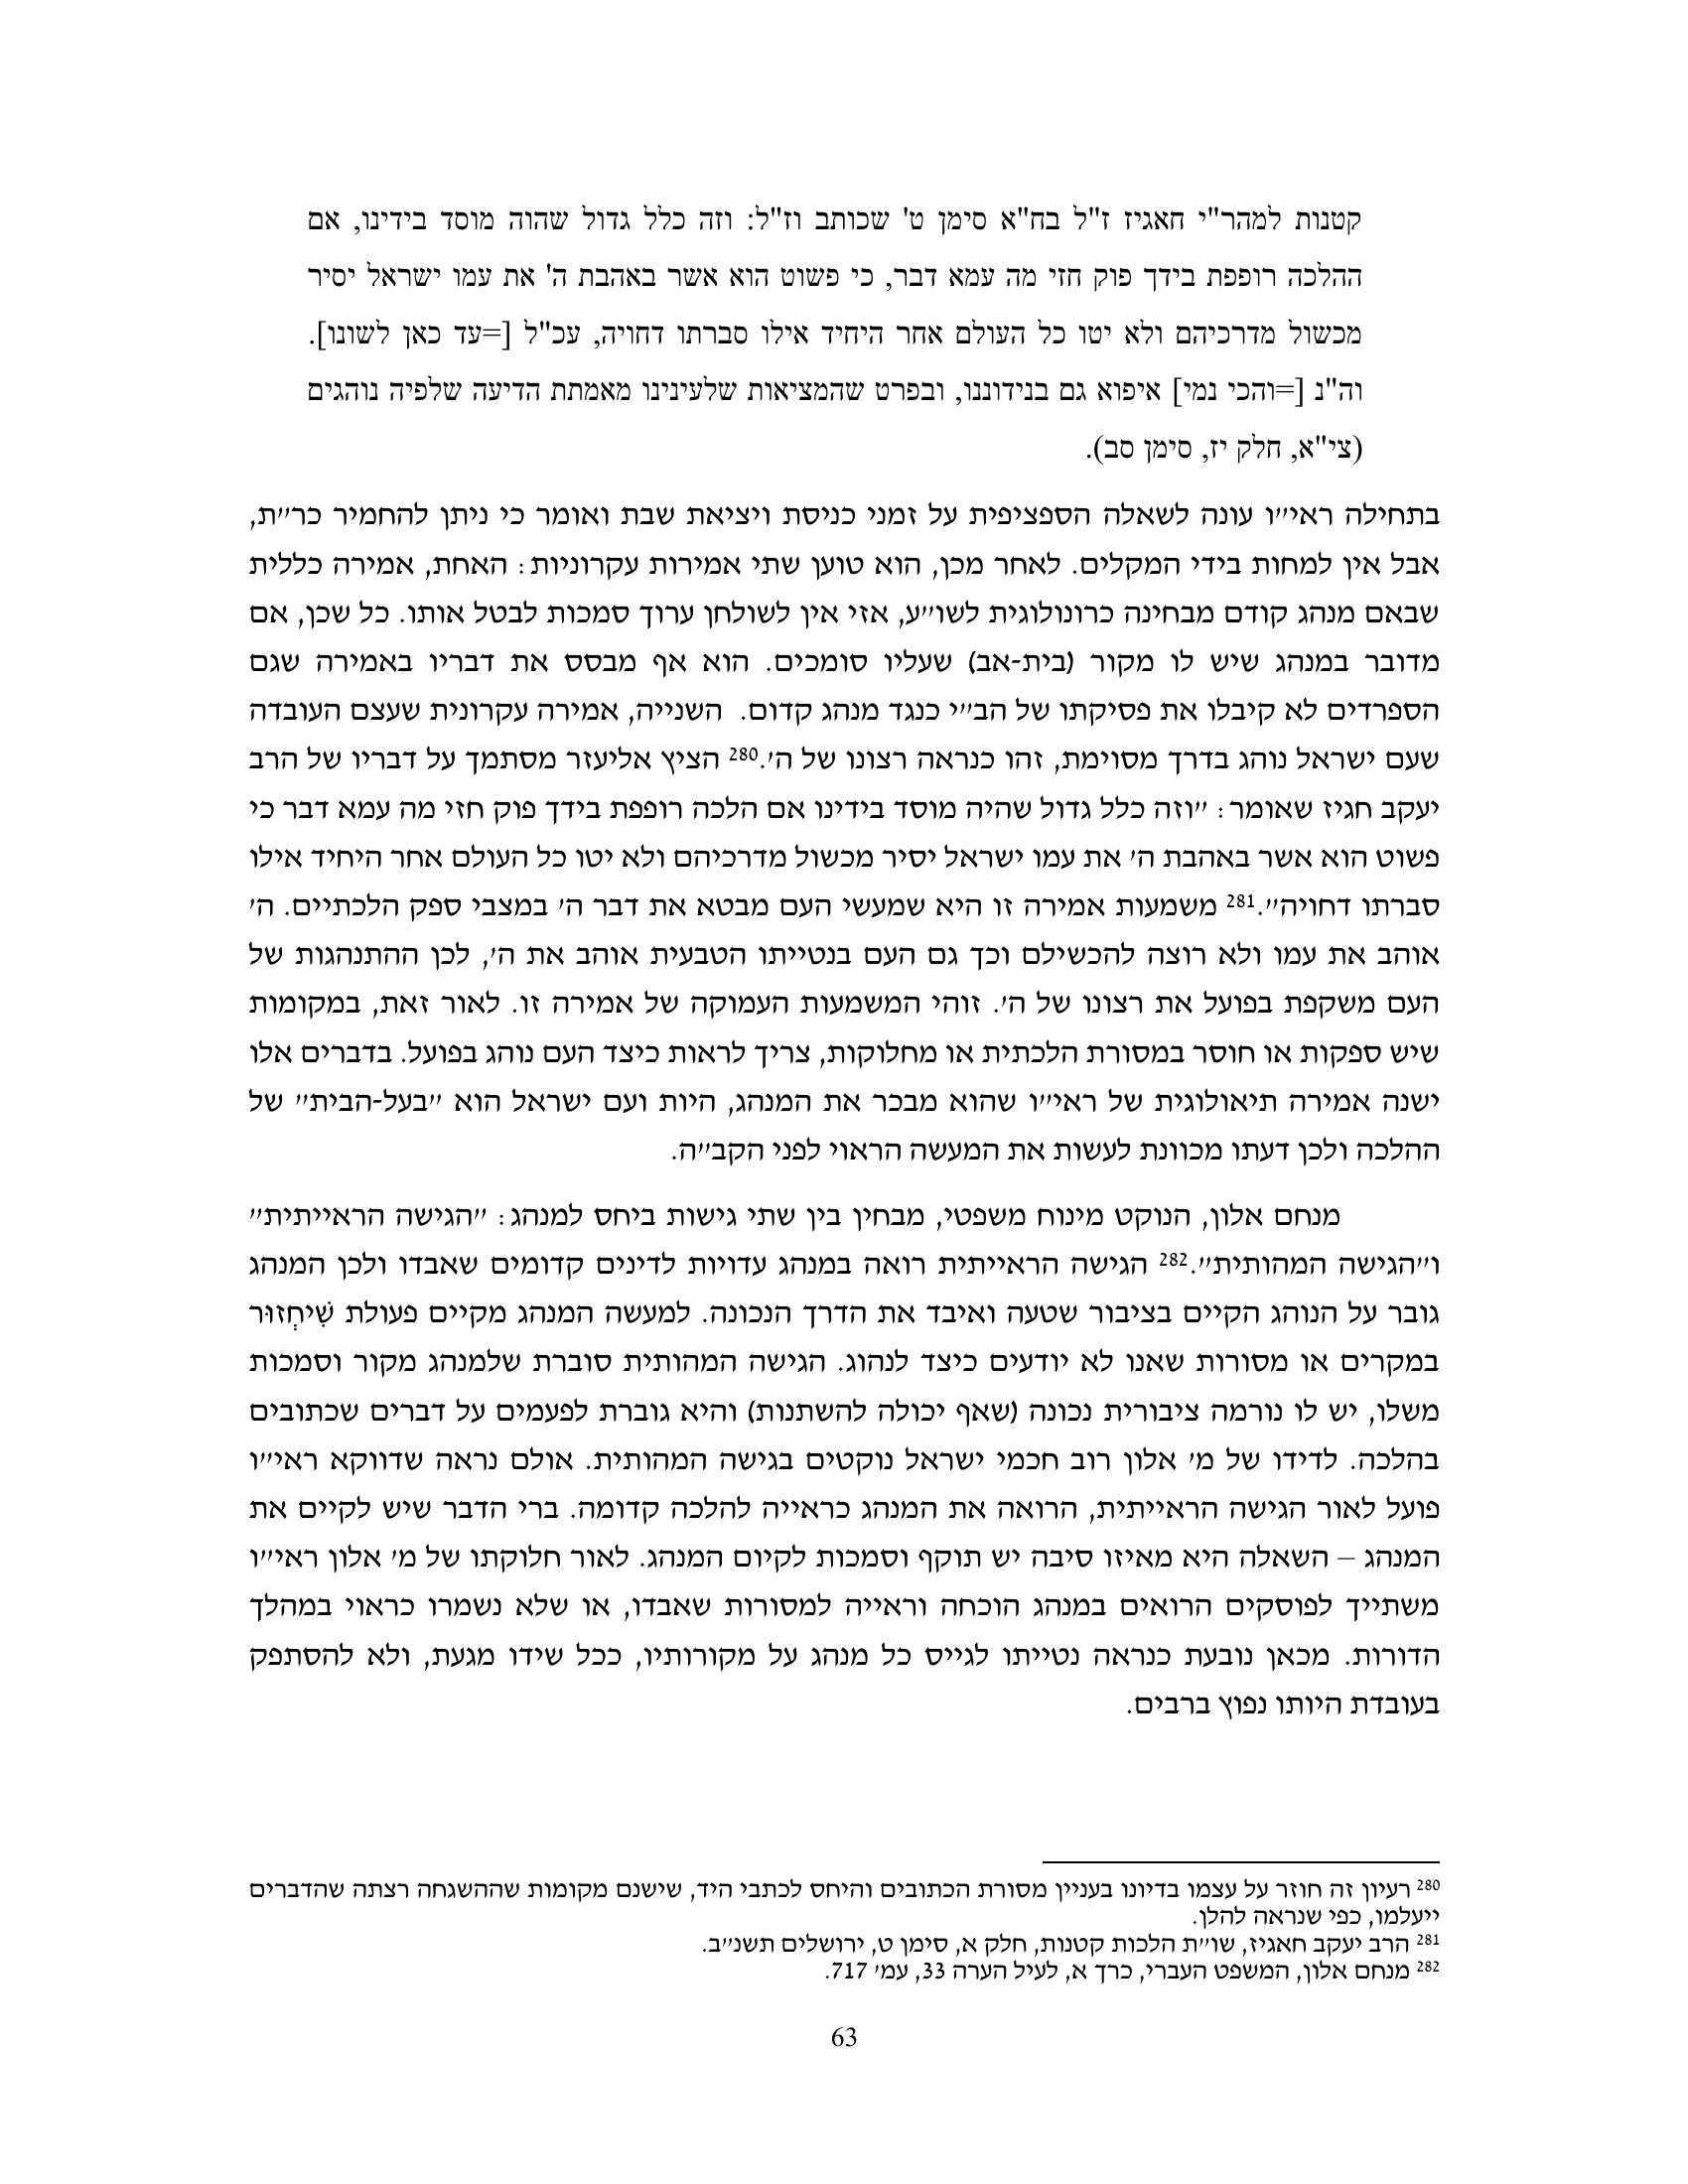 קטנות למהר"י חאגיז ז"ל בח"א סימן ט' שכותב וז"ל: וזה כלל גדול שהוה מוסד בידינו, אם
ההלכה רופפת בידך פוק חזי מה עמא דבר, כי פשוט הוא אשר באהבת ה' את עמו ישראל יסיר
מכשול מדרכיהם ולא יטו כל העולם אחר היחיד אילו סברתו דחויה, עכ"ל [=עד כאן לשונו].
וה"נ [=והכי נמי] איפוא גם בנידוננו, ובפרט שהמציאות שלעינינו מאמתת הדיעה שלפיה נוהגים
(צי"א, חלק יז, סימן סב).
בתחילה ראי״ו עונה לשאלה הספציפית על זמני כניסת ויציאת שבת ואומר כי ניתן להחמיר כר״ת,
אבל אין למחות בידי המקלים. לאחר מכן, הוא טוען שתי אמירות עקרוניות: האחת, אמירה כללית
שבאם מנהג קודם מבחינה כרונולוגית לשו״ע, אזי אין לשולחן ערוך סמכות לבטל אותו. כל שכן, אם
מדובר במנהג שיש לו מקור (בית-אב) שעליו סומכים. הוא אף מבסס את דבריו באמירה שגם
הספרדים לא קיבלו את פסיקתו של הב״י כנגד מנהג קדום. השנייה, אמירה עקרונית שעצם העובדה
שעם ישראל נוהג בדרך מסוימת, זהו כנראה רצונו של ה׳.280 הציץ אליעזר מסתמך על דבריו של הרב
יעקב חגיז שאומר: ״וזה כלל גדול שהיה מוסד בידינו אם הלכה רופפת בידך פוק חזי מה עמא דבר כי
פשוט הוא אשר באהבת ה׳ את עמו ישראל יסיר מכשול מדרכיהם ולא יטו כל העולם אחר היחיד אילו
סברתו דחויה״.281 משמעות אמירה זו היא שמעשי העם מבטא את דבר ה׳ במצבי ספק הלכתיים. ה׳
אוהב את עמו ולא רוצה להכשילם וכך גם העם בנטייתו הטבעית אוהב את ה׳, לכן ההתנהגות של
העם משקפת בפועל את רצונו של ה׳. זוהי המשמעות העמוקה של אמירה זו. לאור זאת, במקומות
שיש ספקות או חוסר במסורת הלכתית או מחלוקות, צריך לראות כיצד העם נוהג בפועל. בדברים אלו
ישנה אמירה תיאולוגית של ראי״ו שהוא מבכר את המנהג, היות ועם ישראל הוא ״בעל-הבית״ של
ההלכה ולכן דעתו מכוונת לעשות את המעשה הראוי לפני הקב״ה.
מנחם אלון, הנוקט מינוח משפטי, מבחין בין שתי גישות ביחס למנהג: ״הגישה הראייתית״
ו״הגישה המהותית״.282 הגישה הראייתית רואה במנהג עדויות לדינים קדומים שאבדו ולכן המנהג
גובר על הנוהג הקיים בציבור שטעה ואיבד את הדרך הנכונה. למעשה המנהג מקיים פעולת שִׁיחְזוּר
במקרים או מסורות שאנו לא יודעים כיצד לנהוג. הגישה המהותית סוברת שלמנהג מקור וסמכות
משלו, יש לו נורמה ציבורית נכונה (שאף יכולה להשתנות) והיא גוברת לפעמים על דברים שכתובים
בהלכה. לדידו של מ׳ אלון רוב חכמי ישראל נוקטים בגישה המהותית. אולם נראה שדווקא ראי״ו
פועל לאור הגישה הראייתית, הרואה את המנהג כראייה להלכה קדומה. ברי הדבר שיש לקיים את
המנהג – השאלה היא מאיזו סיבה יש תוקף וסמכות לקיום המנהג. לאור חלוקתו של מ׳ אלון ראי״ו
משתייך לפוסקים הרואים במנהג הוכחה וראייה למסורות שאבדו, או שלא נשמרו כראוי במהלך
הדורות. מכאן נובעת כנראה נטייתו לגייס כל מנהג על מקורותיו, ככל שידו מגעת, ולא להסתפק
בעובדת היותו נפוץ ברבים.
280 רעיון זה חוזר על עצמו בדיונו בעניין מסורת הכתובים והיחס לכתבי היד, שישנם מקומות שההשגחה רצתה שהדברים
ייעלמו, כפי שנראה להלן.
281 הרב יעקב חאגיז, שו״ת הלכות קטנות, חלק א, סימן ט, ירושלים תשנ״ב.
282 מנחם אלון, המשפט העברי, כרך א, לעיל הערה 33, עמ׳ 717.
63